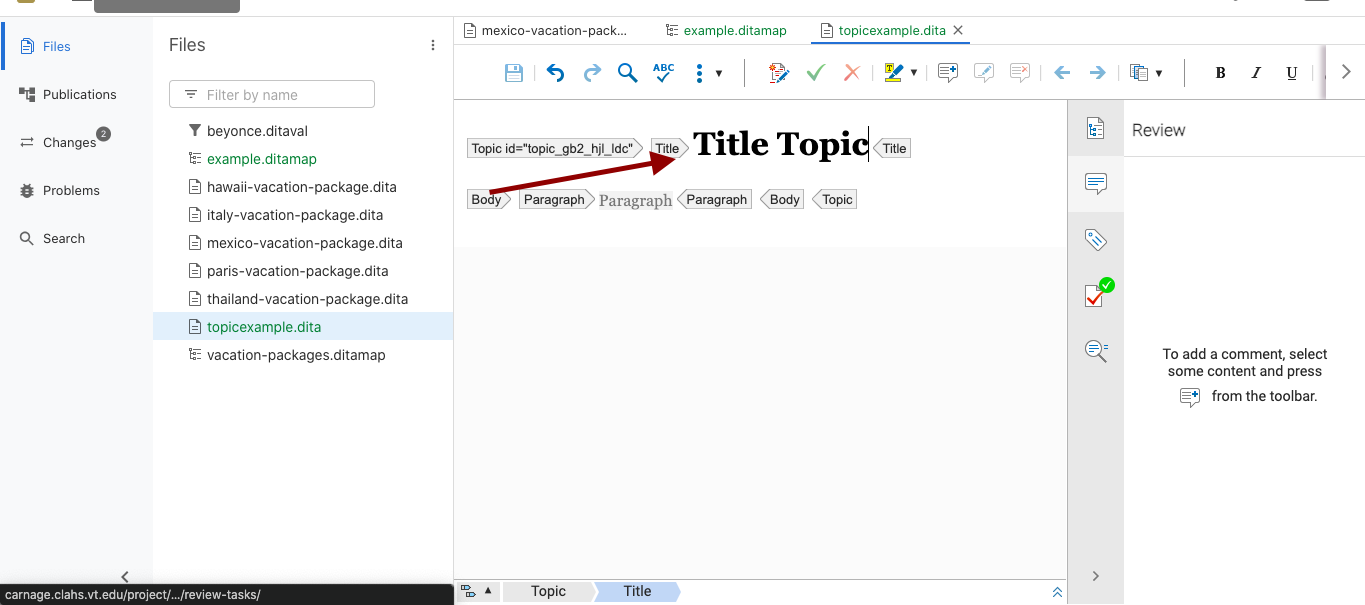 mexico-vacation-pack...
example.ditamap
topicexample.dita
Files
Publications
Changes
2
Problems
Search
Files
Filter by name
beyonce.ditaval
example.ditamap
hawaii-vacation-package.dita
italy-vacation-package.dita
mexico-vacation-package.dita
paris-vacation-package.dita
thailand-vacation-package.dita
topicexample.dita
vacation-packages.ditamap
ABC
T
B I U
Topic id="topic_gb2_hjl_ldc" Title Title Topic Title
Body Paragraph Paragraph Paragraph Body Topic
Review
To add a comment, select
some content and press
from the toolbar.
Topic Title
carnage.clahs.vt.edu/project/.../review-tasks/